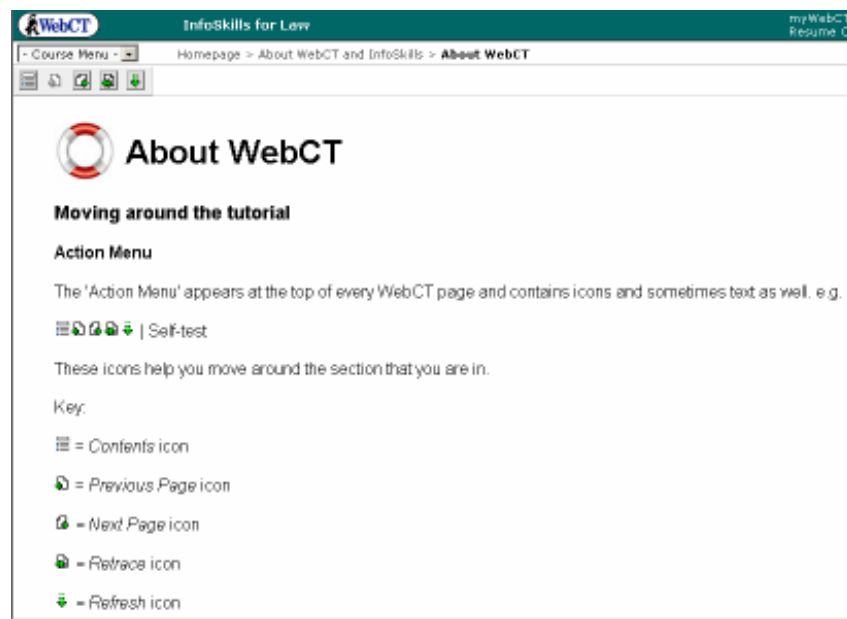 WebCT InfoSkills for Law myWebCT
Resume
- Course Menu - Homepage > About WebCT and InfoSkills > About WebCT
About WebCT
Moving around the tutorial
Action Menu
The 'Action Menu' appears at the top of every WebCT page and contains icons and sometimes text as well. e.g.
| Self-test
These icons help you move around the section that you are in.
Key:
= Contents icon
= Previous Page icon
= Next Page icon
= Retrace icon
= Refresh icon